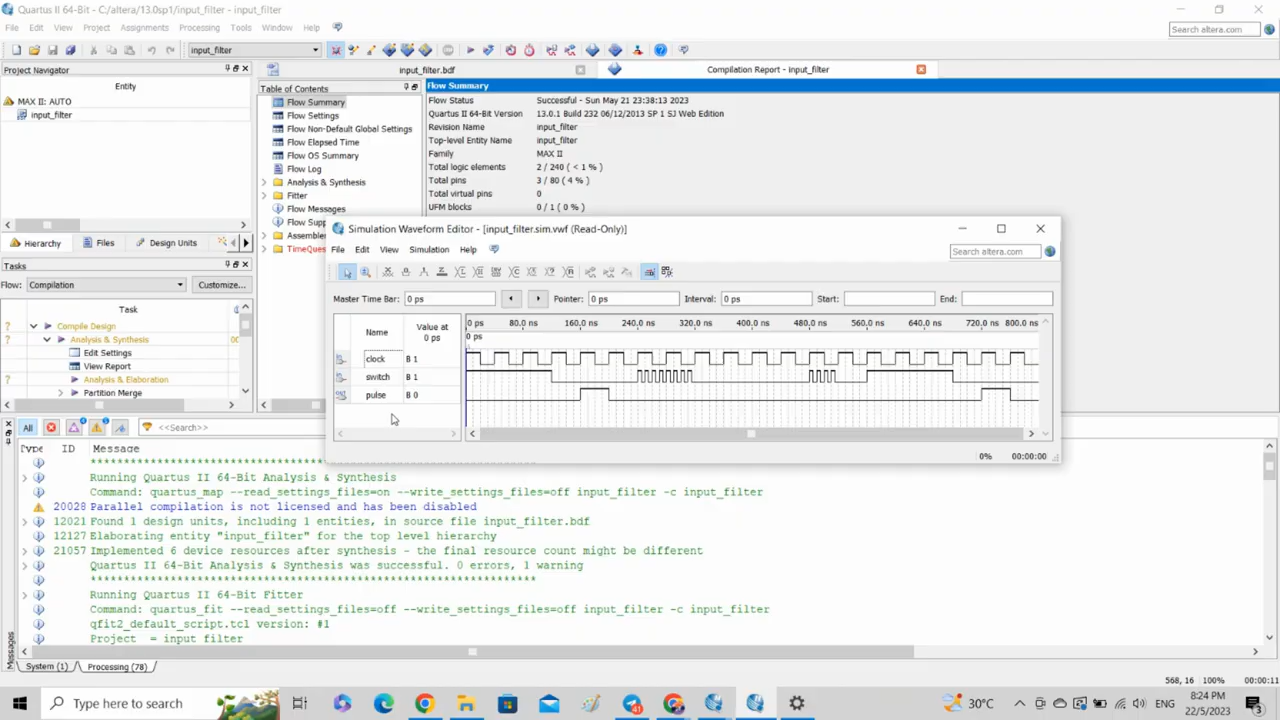 Quartus II 64-Bit - C:/altera/13.0sp1/input_filter - input_filter
File Edit View Project Assignments Processing Tools Window Help
Search altera.com
input_filter
Project Navigator
Entity
MAX II: AUTO
input_filter
Hierarchy Files Design Units
Tasks
Flow: Compilation Customize...
Task
? Compile Design
? Analysis & Synthesis
Edit Settings
View Report
? Analysis & Elaboration
Partition Merge
input_filter.bdf
Compilation Report - input_filter
Table of Contents
Flow Summary
Flow Settings
Flow Non-Default Global Settings
Flow Elapsed Time
Flow OS Summary
Flow Log
Analysis & Synthesis
Fitter
Flow Messages
Flow Supp
Assembler
TimeQues
Flow Summary
Flow Status Successful - Sun May 21 23:38:13 2023
Quartus II 64-Bit Version 13.0.1 Build 232 06/12/2013 SP 1 SJ Web Edition
Revision Name input_filter
Top-level Entity Name input_filter
Family MAX II
Total logic elements 2 / 240 ( < 1 % )
Total pins 3 / 80 ( 4 % )
Total virtual pins 0
UFM blocks 0 / 1 ( 0 % )
Simulation Waveform Editor - [input_filter.sim.vwf (Read-Only)]
File Edit View Simulation Help
Search altera.com
Master Time Bar: 0 ps Pointer: 0 ps Interval: 0 ps Start: End:
Name Value at 0 ps
0 ps 80.0 ns 160.0 ns 240.0 ns 320.0 ns 400.0 ns 480.0 ns 560.0 ns 640.0 ns 720.0 ns 800.0 ns
0 ps
clock B 1
switch B 1
pulse B 0
0% 00:00:00
All <<Search>>
Type ID Message
Running Quartus II 64-Bit Analysis & Synthesis
Command: quartus_map --read_settings_files=on --write_settings_files=off input_filter -c input_filter
20028 Parallel compilation is not licensed and has been disabled
12021 Found 1 design units, including 1 entities, in source file input_filter.bdf
12127 Elaborating entity "input_filter" for the top level hierarchy
21057 Implemented 6 device resources after synthesis - the final resource count might be different
Quartus II 64-Bit Analysis & Synthesis was successful. 0 errors, 1 warning
Running Quartus II 64-Bit Fitter
Command: quartus_fit --read_settings_files=off --write_settings_files=off input_filter -c input_filter
qfit2_default_script.tcl version: #1
Project = input_filter
Messages
System (1) Processing (78)
568, 16 100% 00:00:11
Type here to search
41
30°C
ENG
8:24 PM
22/5/2023
3